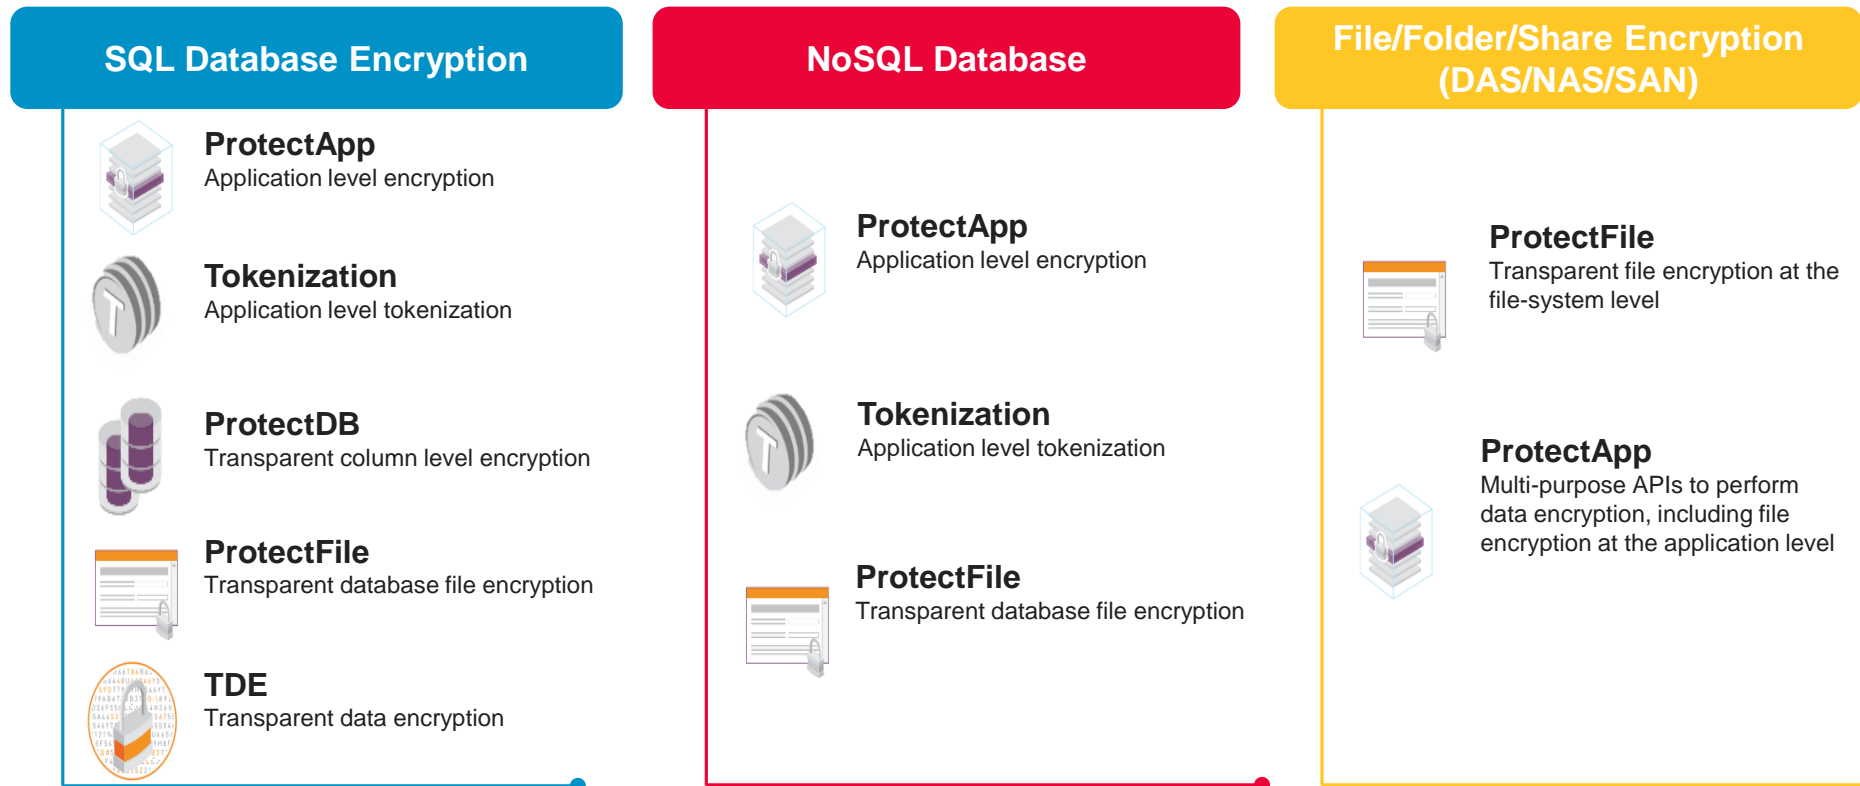 SQL Database Encryption
ProtectApp
Application level encryption
Tokenization
Application level tokenization
T
ProtectDB
Transparent column level encryption
ProtectFile
Transparent database file encryption
TDE
Transparent data encryption
NoSQL Database
ProtectApp
Application level encryption
Tokenization
Application level tokenization
T
ProtectFile
Transparent database file encryption
File/Folder/Share Encryption
(DAS/NAS/SAN)
ProtectFile
Transparent file encryption at the
file-system level
ProtectApp
Multi-purpose APIs to perform
data encryption, including file
encryption at the application level